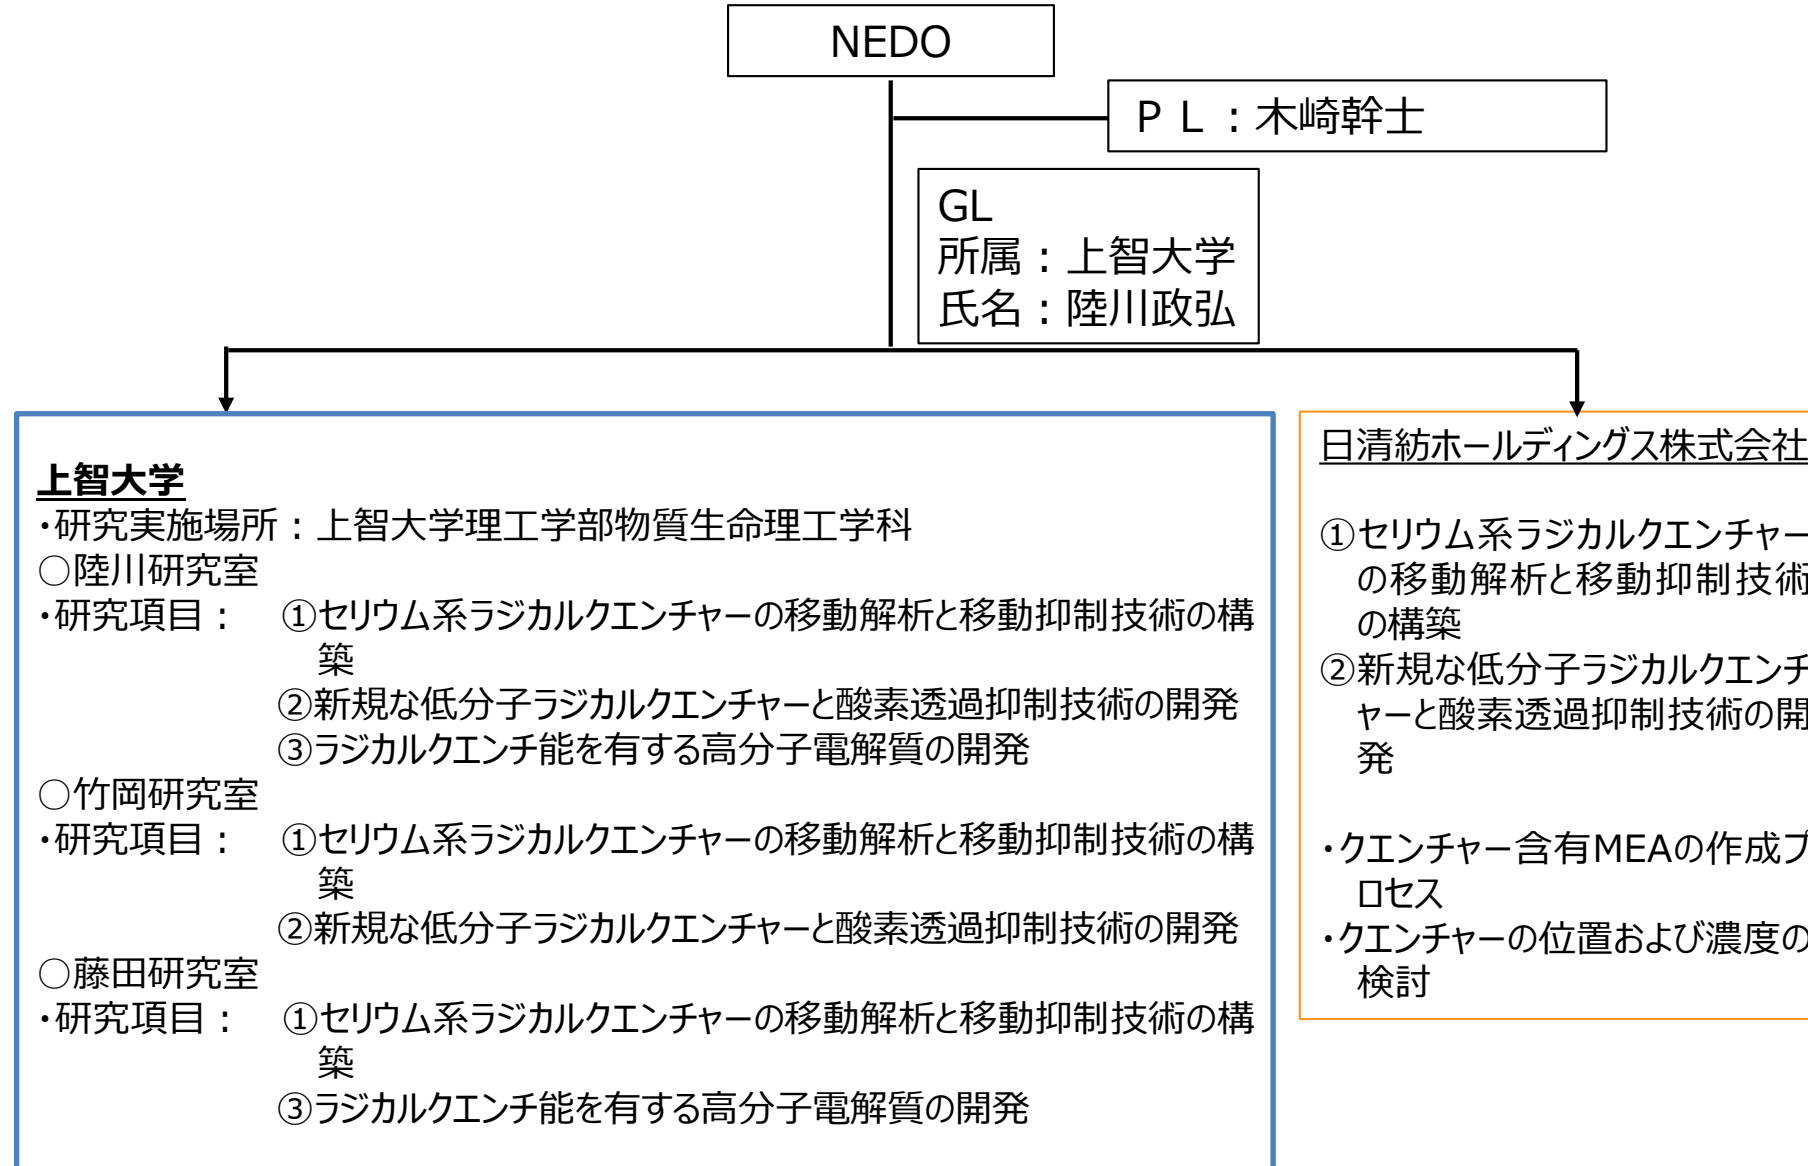 NEDO
ＰＬ：木崎幹士
GL
所属：上智大学
氏名：陸川政弘
上智大学
・研究実施場所：上智大学理工学部物質生命理工学科
○陸川研究室
・研究項目： ①セリウム系ラジカルクエンチャーの移動解析と移動抑制技術の構
築
②新規な低分子ラジカルクエンチャーと酸素透過抑制技術の開発
③ラジカルクエンチ能を有する高分子電解質の開発
○竹岡研究室
・研究項目： ①セリウム系ラジカルクエンチャーの移動解析と移動抑制技術の構
築
②新規な低分子ラジカルクエンチャーと酸素透過抑制技術の開発
○藤田研究室
・研究項目： ①セリウム系ラジカルクエンチャーの移動解析と移動抑制技術の構
築
③ラジカルクエンチ能を有する高分子電解質の開発
日清紡ホールディングス株式会社
①セリウム系ラジカルクエンチャー
の移動解析と移動抑制技術
の構築
②新規な低分子ラジカルクエンチ
ャーと酸素透過抑制技術の開
発
・クエンチャー含有MEAの作成プ
ロセス
・クエンチャーの位置および濃度の
検討